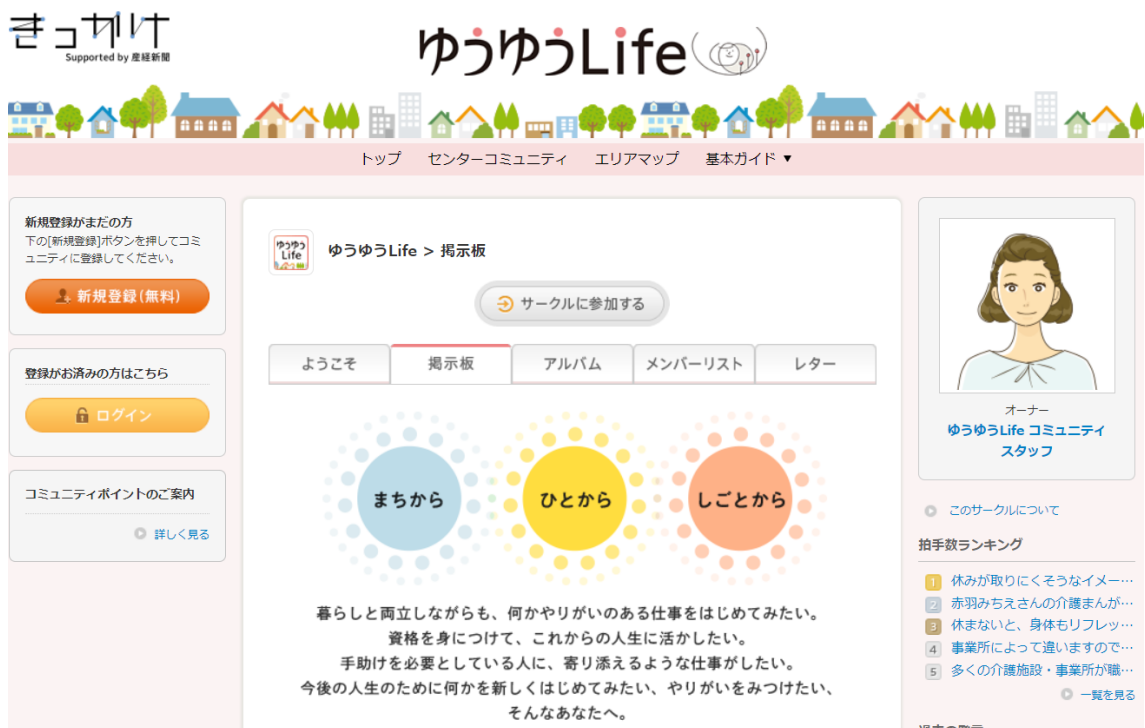 きっかけ
Supported by 産経新聞
ゆうゆうLife
トップ センターコミュニティ エリアマップ 基本ガイド ▼
新規登録がまだの方
下の[新規登録]ボタンを押してコミ
ュニティに登録してください。
新規登録(無料)
登録がお済みの方はこちら
ログイン
コミュニティポイントのご案内
詳しく見る
ゆうゆう
Life
ゆうゆうLife > 掲示板
サークルに参加する
ようこそ 掲示板 アルバム メンバーリスト レター
まちから ひとから しごとから
暮らしと両立しながらも、何かやりがいのある仕事をはじめてみたい。
資格を身につけて、これからの人生に活かしたい。
手助けを必要としている人に、寄り添えるような仕事がしたい。
今後の人生のために何かを新しくはじめてみたい、やりがいをみつけたい、
そんなあなたへ。
オーナー
ゆうゆうLife コミュニティ
スタッフ
このサークルについて
拍手数ランキング
1 休みが取りにくそうなイメー…
2 赤羽みちえさんの介護まんが…
3 休まないと、身体もリフレッ…
4 事業所によって違いますので…
5 多くの介護施設・事業所が職…
一覧を見る